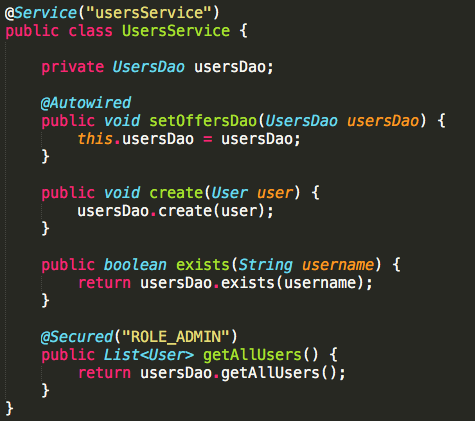 @Service("usersService")
public class UsersService {
private UsersDao usersDao;
@Autowired
public void setOffersDao(UsersDao usersDao) {
this.usersDao = usersDao;
}
public void create(User user) {
usersDao.create(user);
}
public boolean exists(String username) {
return usersDao.exists(username);
}
@Secured("ROLE_ADMIN")
public List<User> getAllUsers() {
return usersDao.getAllUsers();
}
}